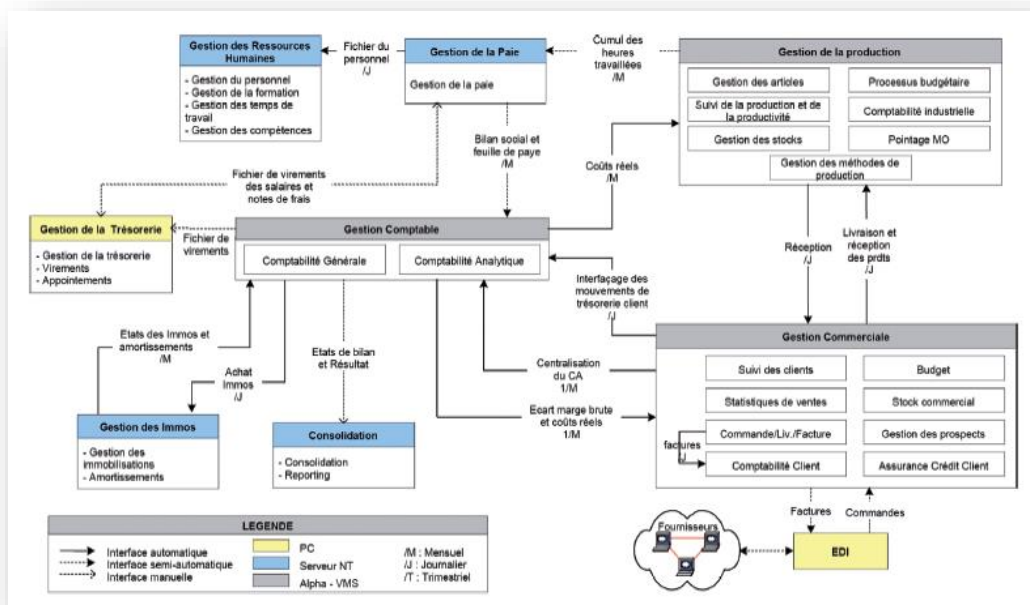 Gestion des Ressources
Humaines
- Gestion du personnel
- Gestion de la formation
- Gestion des temps de
travail
- Gestion des compétences
Fichier du
personnel
/J
Gestion de la Paie
Gestion de la paie
Cumul des
heures
travaillées
/M
Gestion de la production
Gestion des articles
Processus budgétaire
Suivi de la production et de
la productivité
Comptabilité industrielle
Gestion des stocks
Pointage MO
Gestion des méthodes de
production
Bilan social et
feuille de paye
/M
Coûts réels
/M
Fichier de virements
des salaires et
notes de frais
Gestion de la Trésorerie
- Gestion de la trésorerie
- Virements
- Appointements
Fichier de
virements
Gestion Comptable
Comptabilité Générale
Comptabilité Analytique
Réception
/J
Livraison et
réception
des prdts
/J
Interfaçage des
mouvements de
trésorerie client
/J
Etats des Immos et
amortissements
/M
Achat
Immos
/J
Etats de bilan
et Résultat
Centralisation
du CA
1/M
Ecart marge brute
et coûts réels
1/M
Gestion Commerciale
Suivi des clients
Budget
Statistiques de ventes
Stock commercial
Commande/Liv./Facture
Gestion des prospects
factures
/J
Comptabilité Client
Assurance Crédit Client
Gestion des Immos
- Gestion des
immobilisations
- Amortissements
Consolidation
- Consolidation
- Reporting
Factures
Commandes
Fournisseurs
EDI
LEGENDE
Interface automatique
Interface semi-automatique
Interface manuelle
PC
Serveur NT
Alpha - VMS
/M : Mensuel
/J : Journalier
/T : Trimestriel